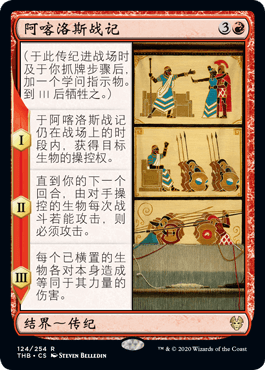 阿喀洛斯战记 3
（于此传纪进战场时
及于你抓牌步骤后，
加一个学问指示物。
到 III 后牺牲之。）
I
于阿喀洛斯战记
仍在战场上的时
段内，获得目标
生物的操控权。
II
直到你的下一个
回合，由对手操
控的生物每次战
斗若能攻击，则
必须攻击。
III
每个已横置的生
物各对本身造成
等同于其力量的
伤害。
结界～传纪
124/254 R
THB • CS STEVEN BELLEDIN
™ & © 2020 Wizards of the Coast